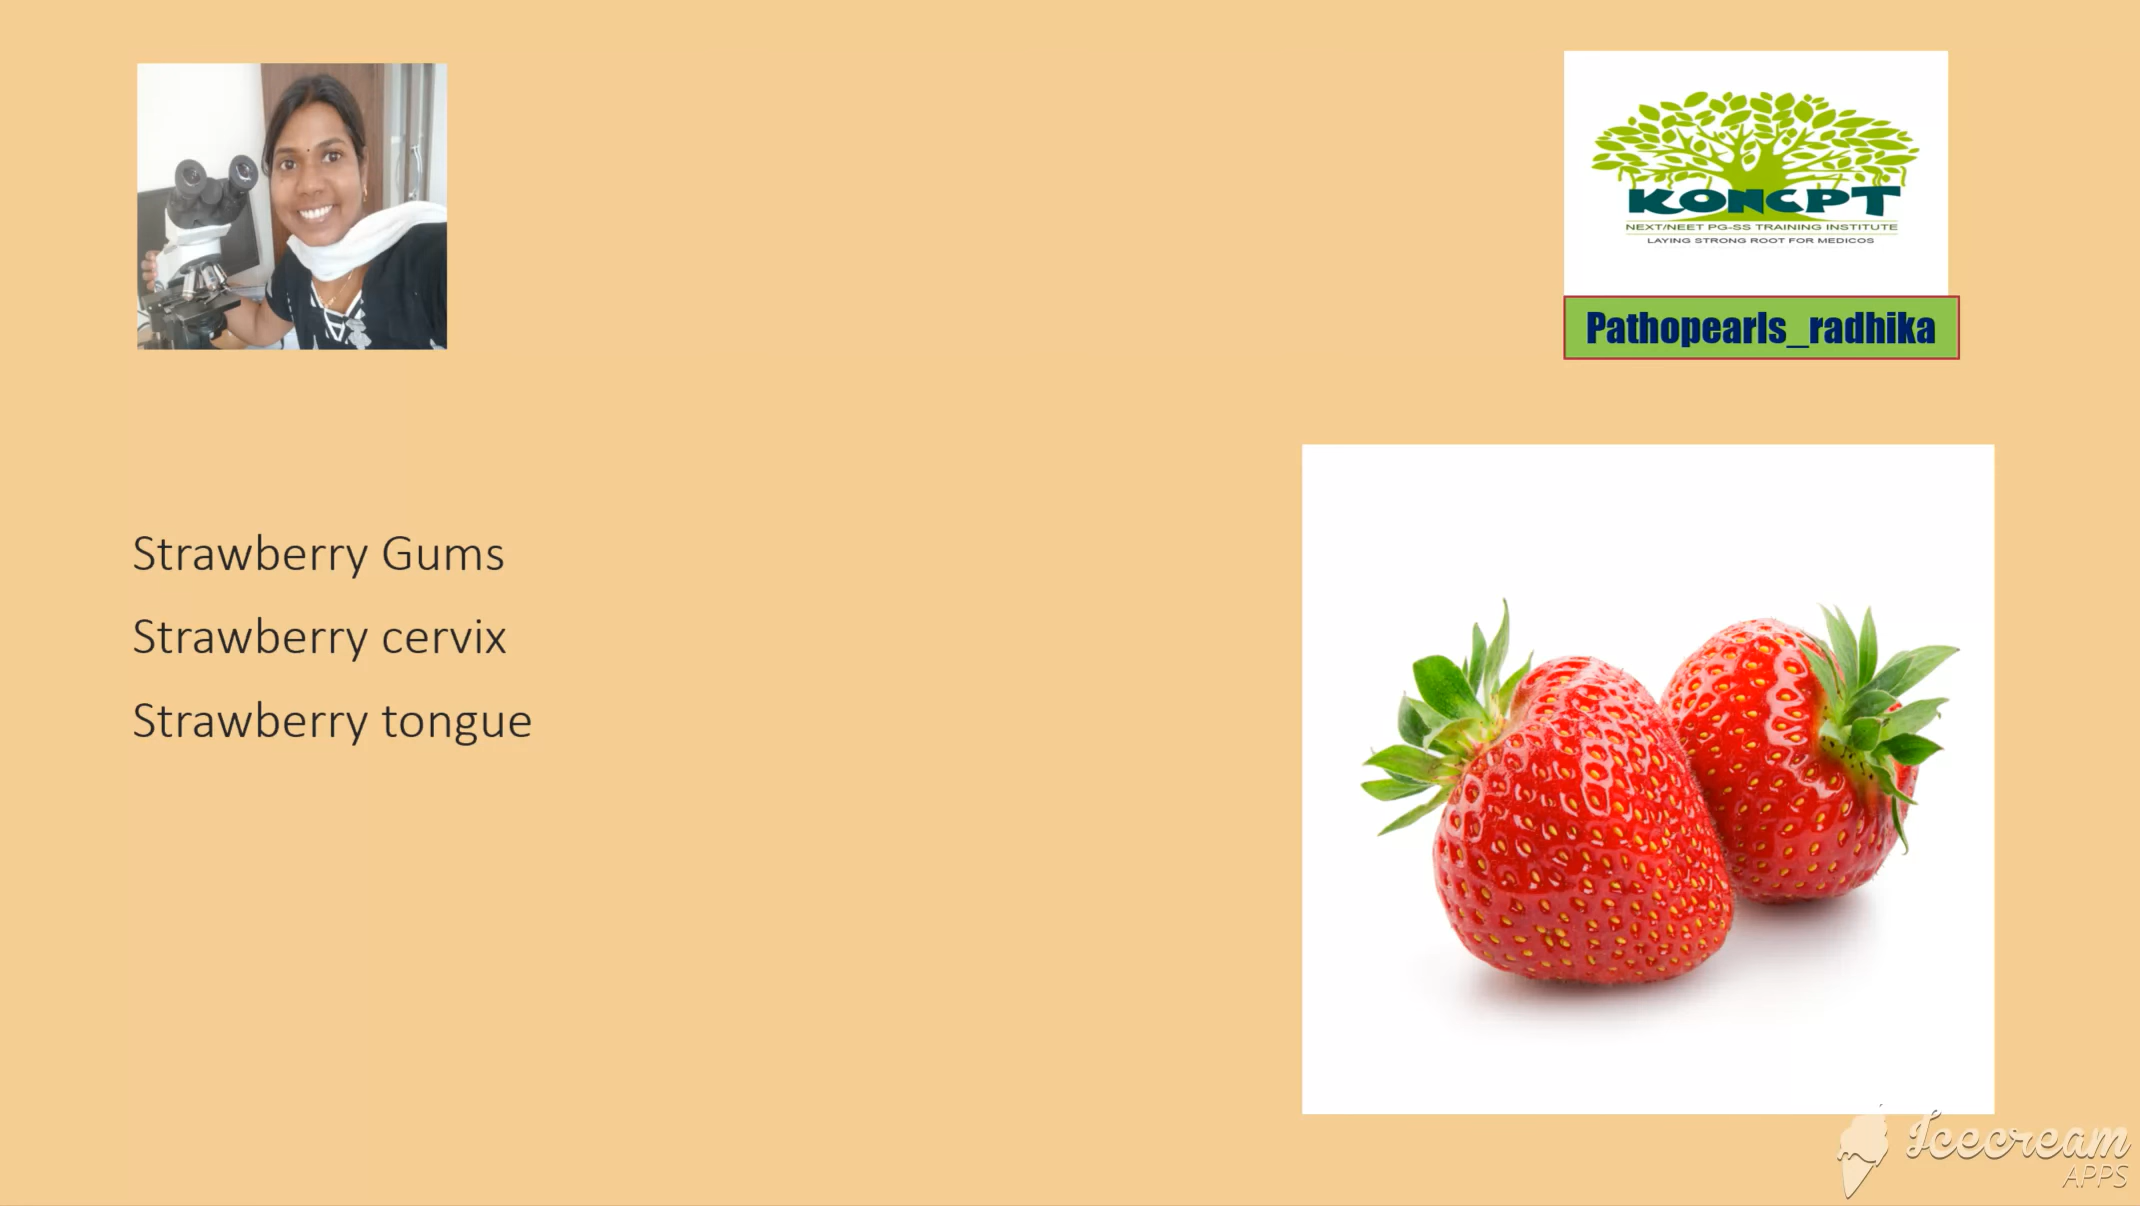 KONCPT
NEXT/NEET PG-SS TRAINING INSTITUTE
LAYING STRONG ROOT FOR MEDICOS
Pathopearls_radhika
Strawberry Gums
Strawberry cervix
Strawberry tongue
Icecream
APPS